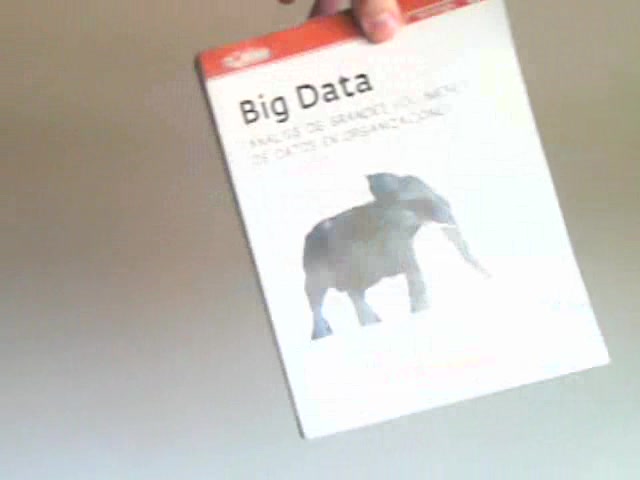 Big Data
ANÁLISIS DE GRANDES VOLÚMENES
DE DATOS EN ORGANIZACIONES